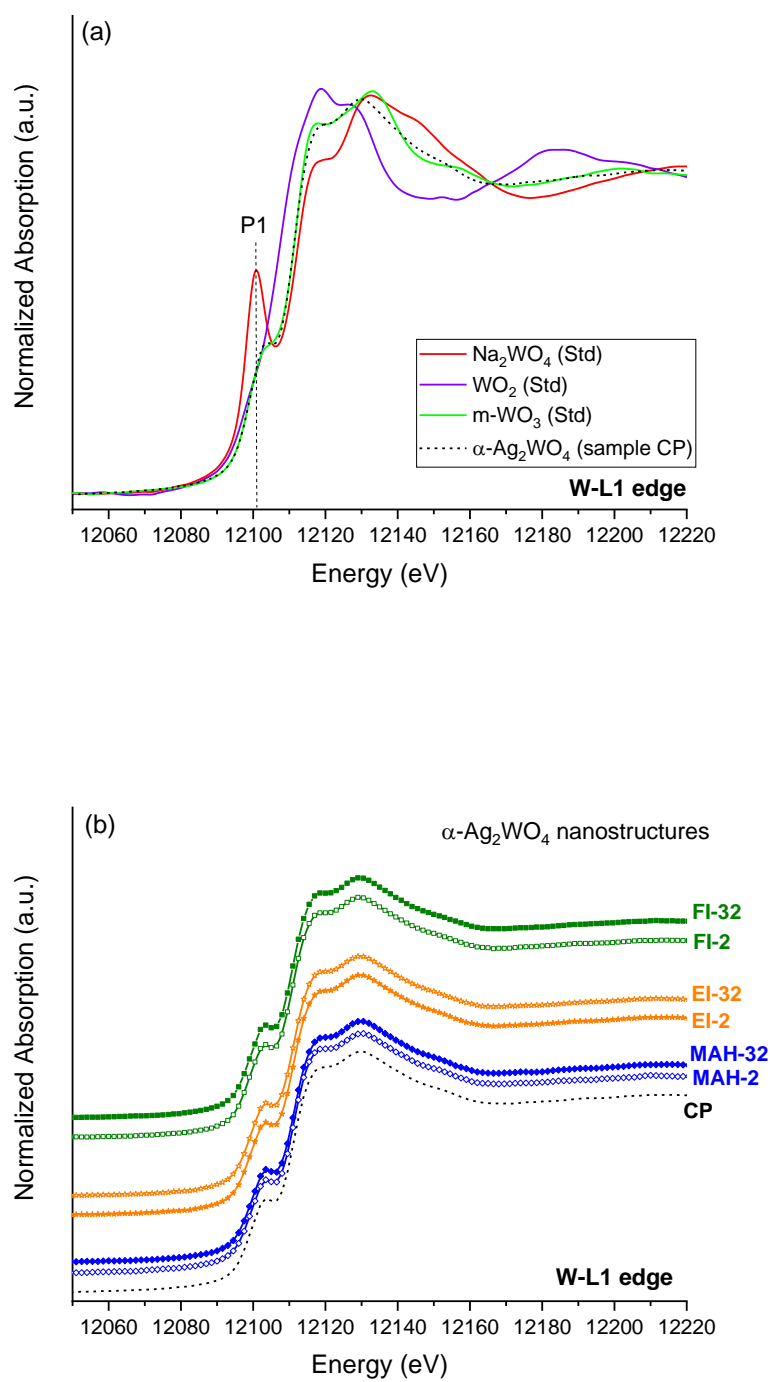 (a)
Normalized Absorption (a.u.)
P1
Na₂WO₄ (Std)
WO₂ (Std)
m-WO₃ (Std)
α-Ag₂WO₄ (sample CP)
W-L1 edge
12060 12080 12100 12120 12140 12160 12180 12200 12220
Energy (eV)
(b)
α-Ag₂WO₄ nanostructures
Normalized Absorption (a.u.)
FI-32
FI-2
EI-32
EI-2
MAH-32
MAH-2
CP
W-L1 edge
12060 12080 12100 12120 12140 12160 12180 12200 12220
Energy (eV)